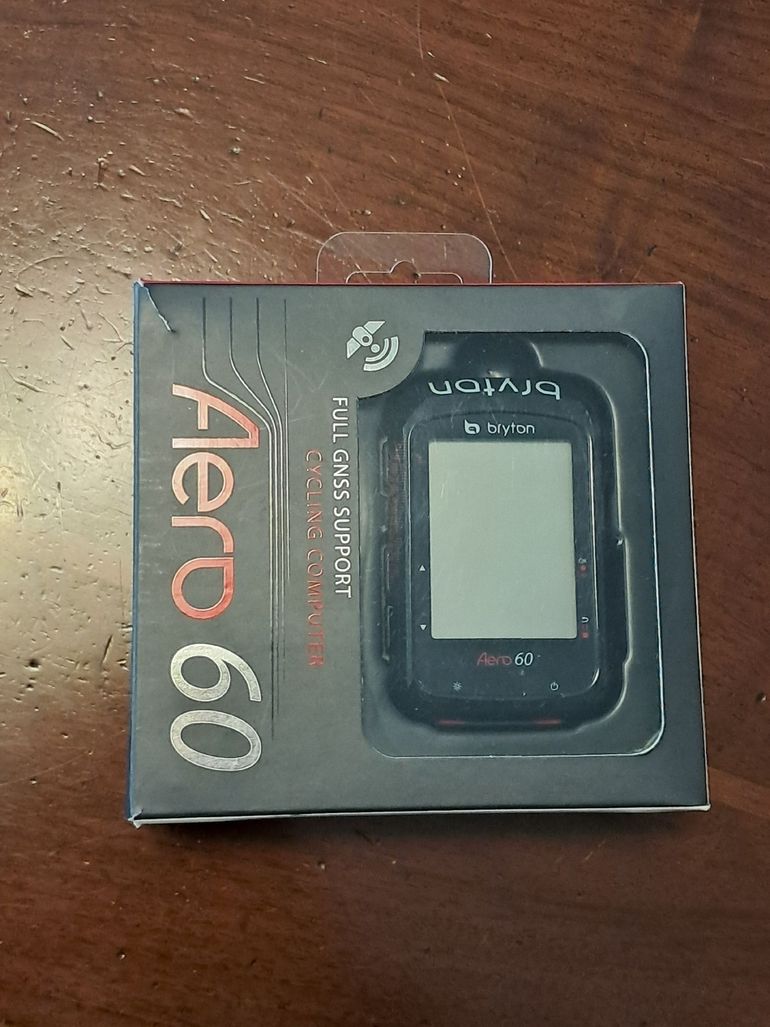 Aero 60
FULL GNSS SUPPORT
CYCLING COMPUTER
bryton
bryton
Aero 60